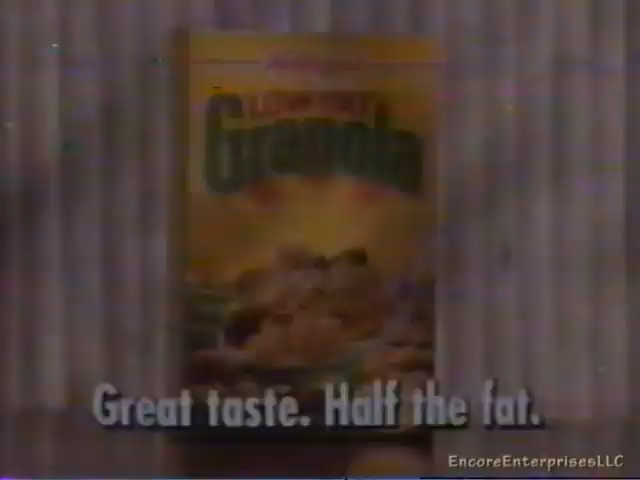 LOW FAT
Granola
Great taste. Half the fat.
EncoreEnterprisesLLC